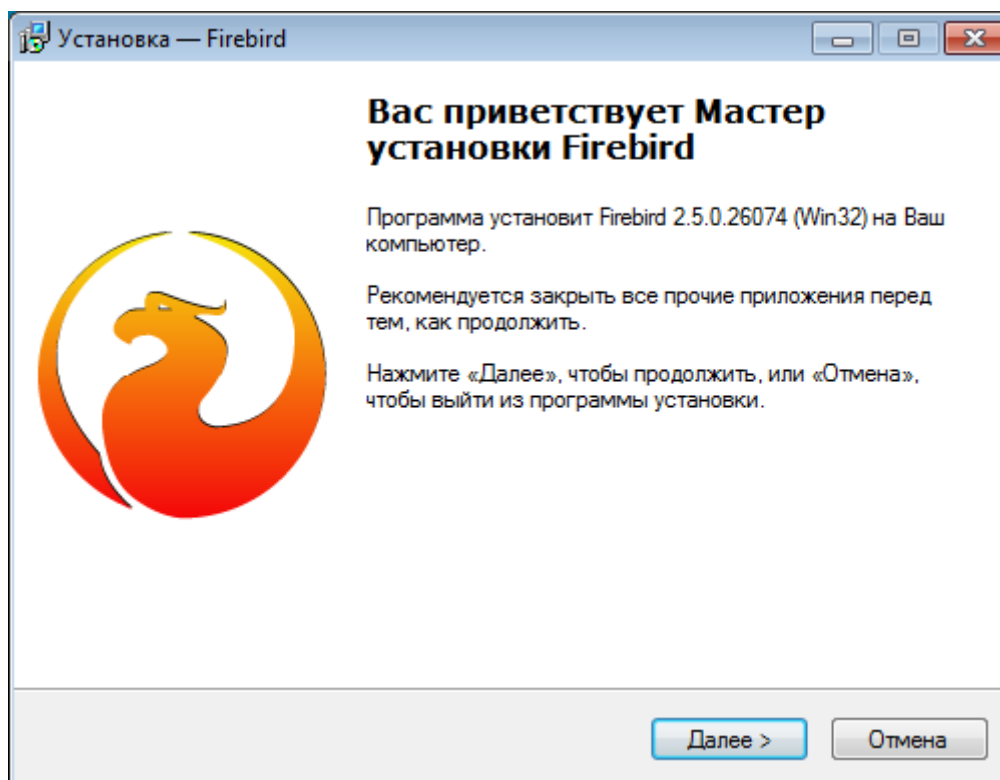 Установка — Firebird
Вас приветствует Мастер
установки Firebird
Программа установит Firebird 2.5.0.26074 (Win32) на Ваш
компьютер.
Рекомендуется закрыть все прочие приложения перед
тем, как продолжить.
Нажмите «Далее», чтобы продолжить, или «Отмена»,
чтобы выйти из программы установки.
Далее >
Отмена